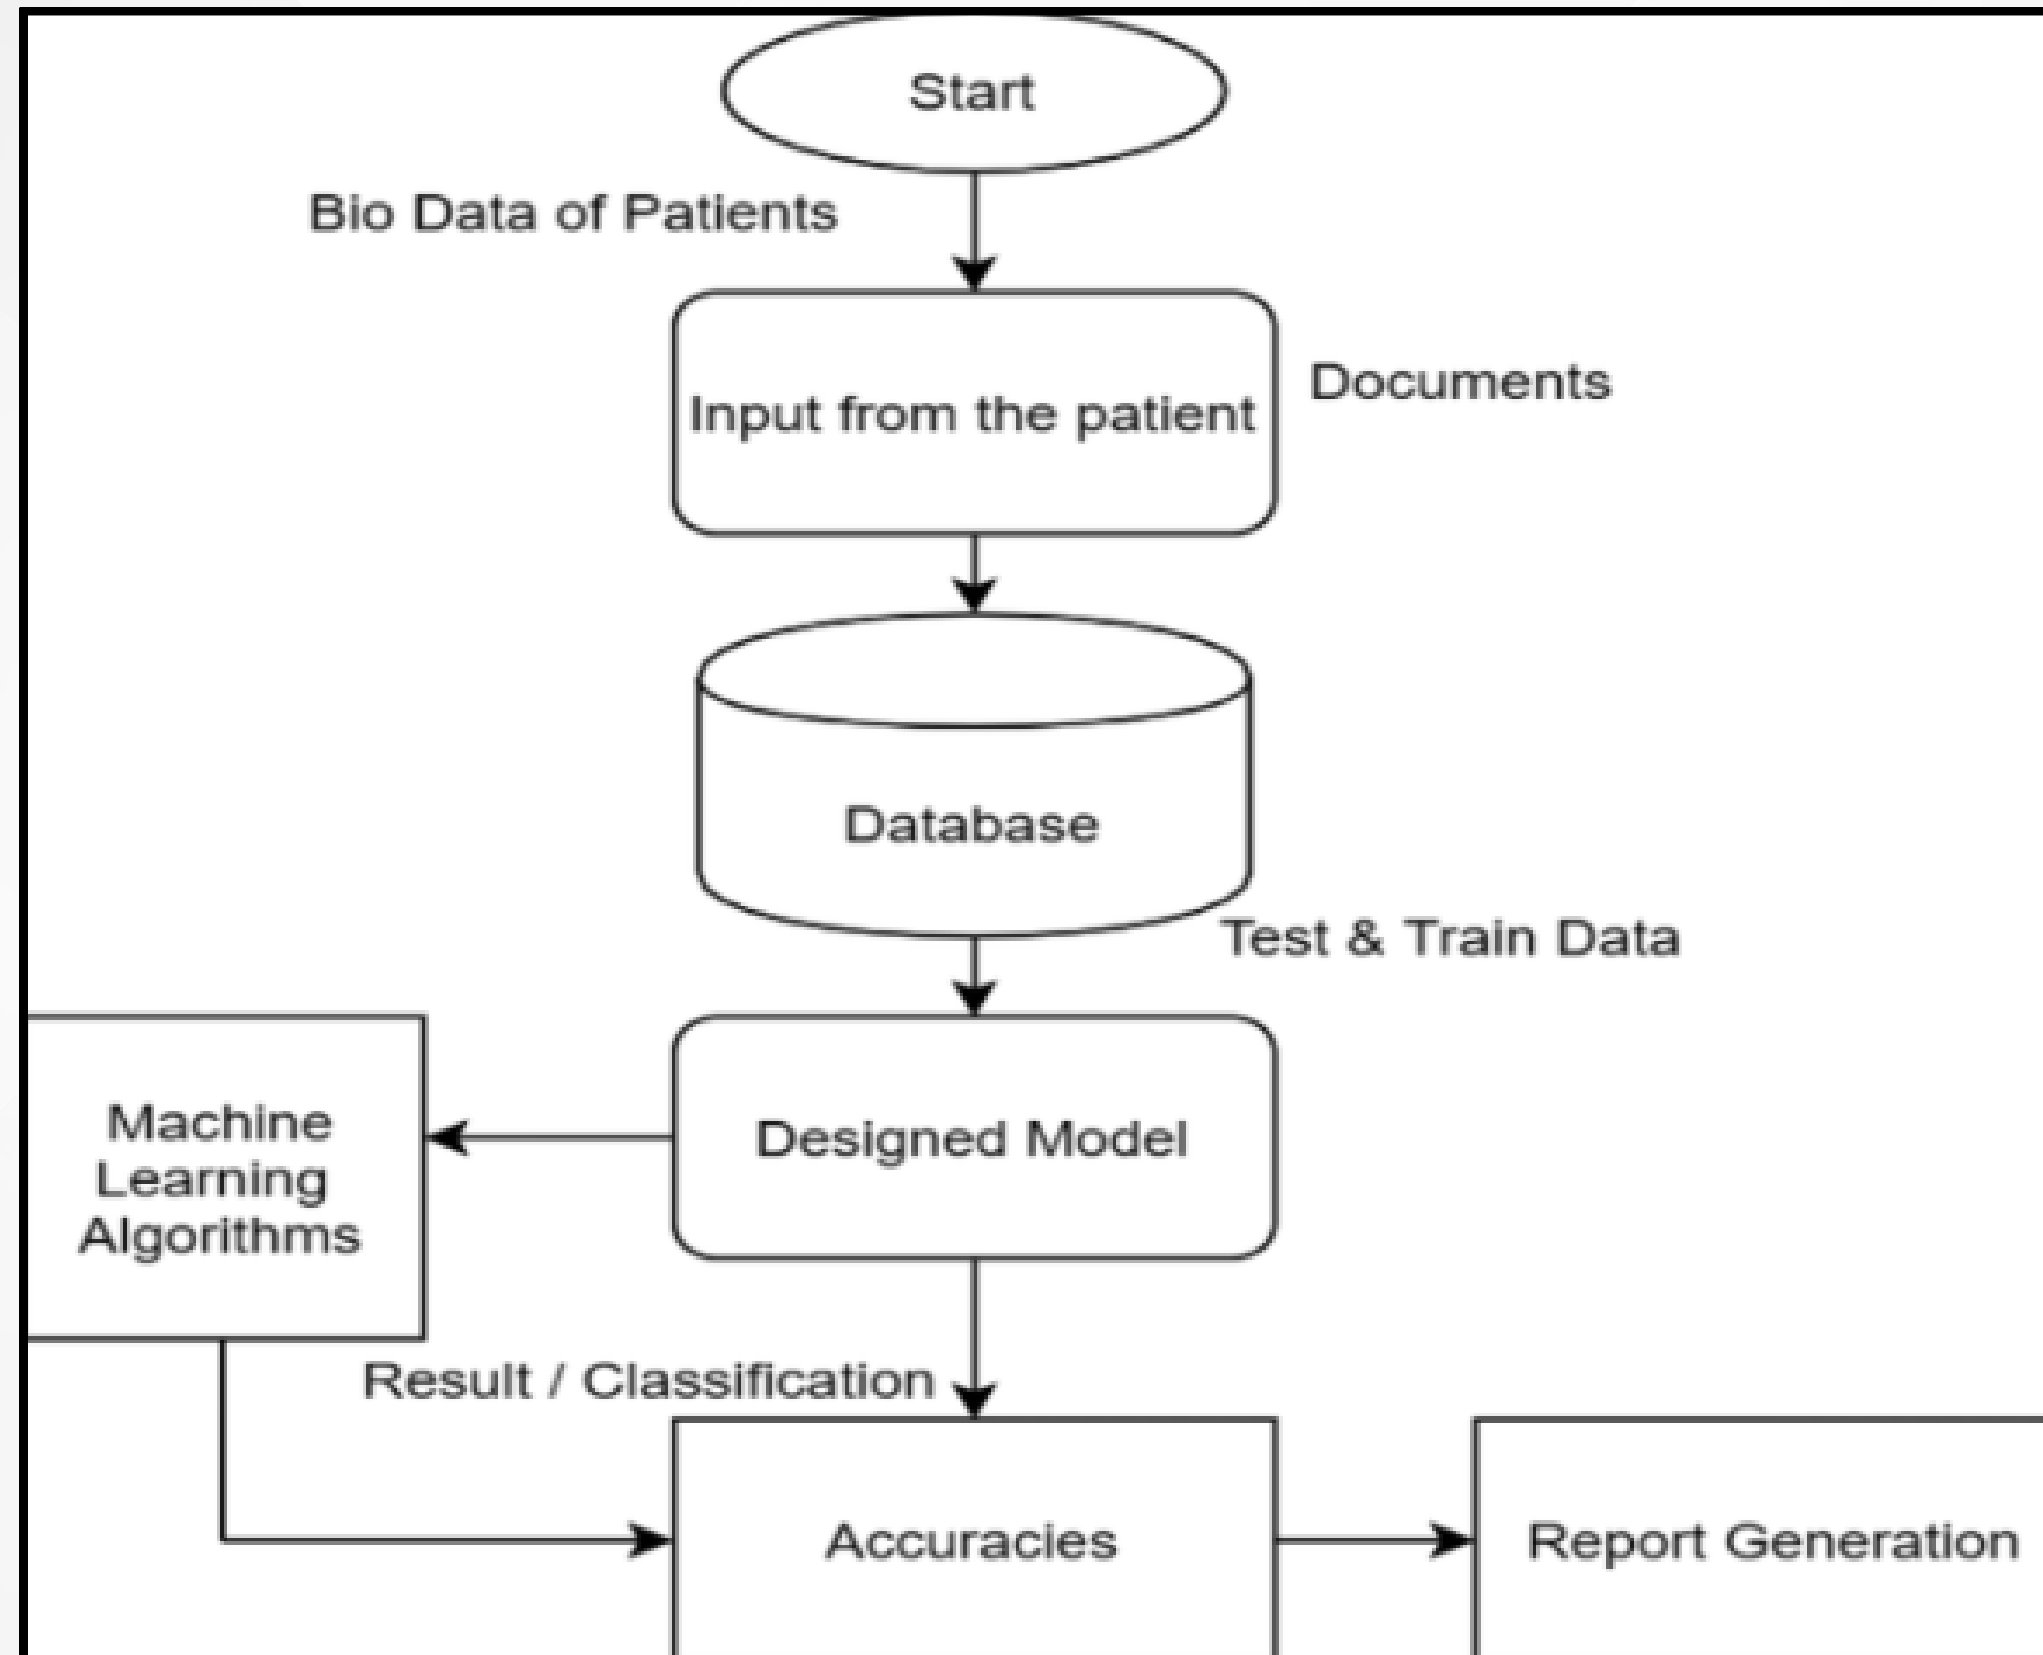 Start
Bio Data of Patients
Input from the patient
Documents
Database
Test & Train Data
Machine
Learning
Algorithms
Designed Model
Result / Classification
Accuracies
Report Generation